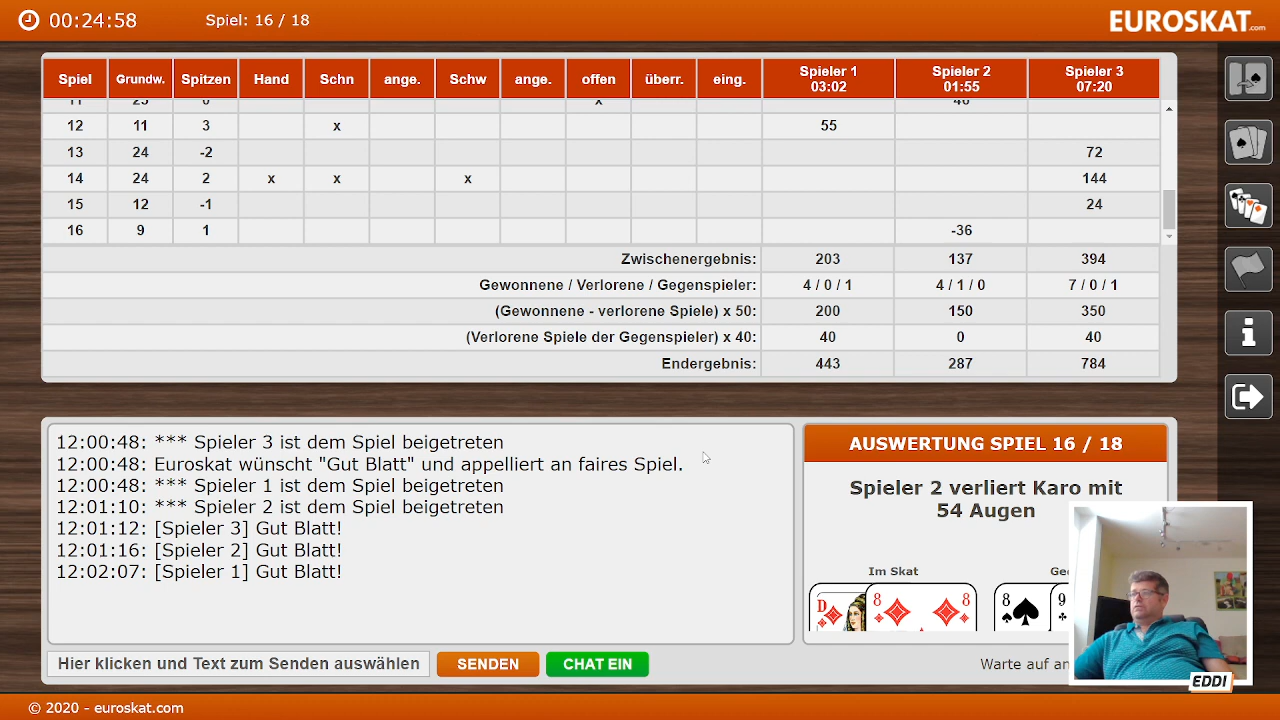 00:24:58 Spiel: 16 / 18 EUROSKAT.com
Spiel Grundw. Spitzen Hand Schn ange. Schw ange. offen überr. eing. Spieler 1 03:02 Spieler 2 01:55 Spieler 3 07:20
12 11 3 x 55
13 24 -2 72
14 24 2 x x x 144
15 12 -1 24
16 9 1 -36
Zwischenergebnis: 203 137 394
Gewonnene / Verlorene / Gegenspieler: 4 / 0 / 1 4 / 1 / 0 7 / 0 / 1
(Gewonnene - verlorene Spiele) x 50: 200 150 350
(Verlorene Spiele der Gegenspieler) x 40: 40 0 40
Endergebnis: 443 287 784
12:00:48: *** Spieler 3 ist dem Spiel beigetreten
12:00:48: Euroskat wünscht "Gut Blatt" und appelliert an faires Spiel.
12:00:48: *** Spieler 1 ist dem Spiel beigetreten
12:01:10: *** Spieler 2 ist dem Spiel beigetreten
12:01:12: [Spieler 3] Gut Blatt!
12:01:16: [Spieler 2] Gut Blatt!
12:02:07: [Spieler 1] Gut Blatt!
Hier klicken und Text zum Senden auswählen SENDEN CHAT EIN
AUSWERTUNG SPIEL 16 / 18
Spieler 2 verliert Karo mit
54 Augen
Im Skat
D 8 8 8 9
Warte auf
EDDI
© 2020 - euroskat.com